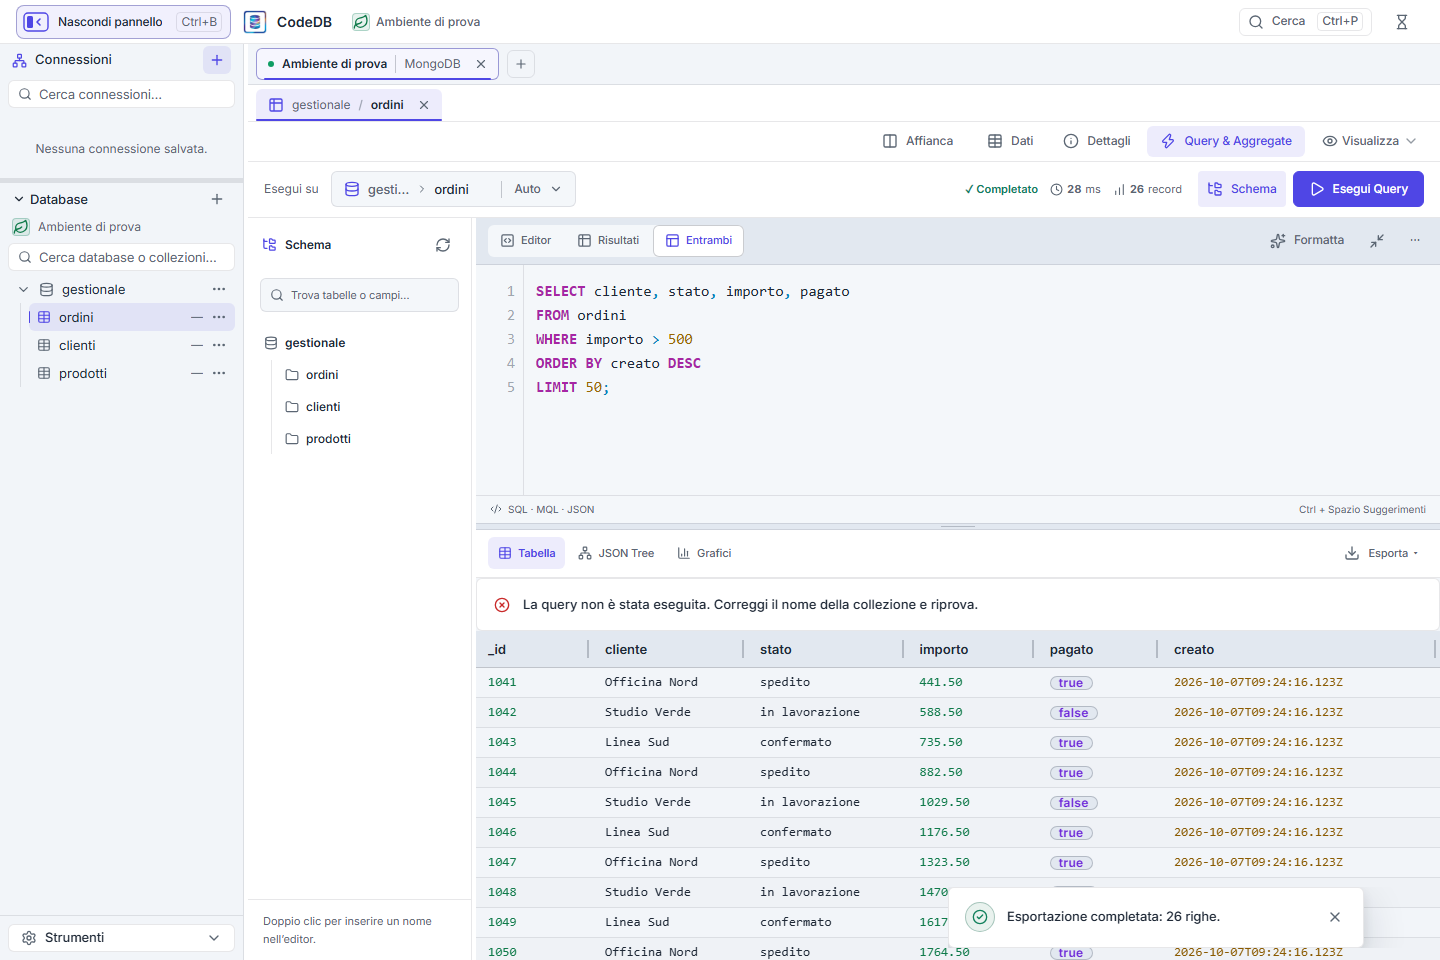 Nascondi pannello Ctrl+B
CodeDB
Ambiente di prova
Cerca Ctrl+P
Connessioni
Cerca connessioni...
Nessuna connessione salvata.
Database
Ambiente di prova
Cerca database o collezioni...
gestionale
ordini
clienti
prodotti
Strumenti
Ambiente di prova MongoDB
gestionale / ordini
Affianca
Dati
Dettagli
Query & Aggregate
Visualizza
Esegui su
gesti... > ordini
Auto
Completato
28 ms
26 record
Schema
Esegui Query
Schema
Trova tabelle o campi...
gestionale
ordini
clienti
prodotti
Doppio clic per inserire un nome
nell'editor.
Editor
Risultati
Entrambi
Formatta
1 SELECT cliente, stato, importo, pagato
2 FROM ordini
3 WHERE importo > 500
4 ORDER BY creato DESC
5 LIMIT 50;
SQL · MQL · JSON
Ctrl + Spazio Suggerimenti
Tabella
JSON Tree
Grafici
Esporta
La query non è stata eseguita. Correggi il nome della collezione e riprova.
_id cliente stato importo pagato creato
1041 Officina Nord spedito 441.50 true 2026-10-07T09:24:16.123Z
1042 Studio Verde in lavorazione 588.50 false 2026-10-07T09:24:16.123Z
1043 Linea Sud confermato 735.50 true 2026-10-07T09:24:16.123Z
1044 Officina Nord spedito 882.50 true 2026-10-07T09:24:16.123Z
1045 Studio Verde in lavorazione 1029.50 false 2026-10-07T09:24:16.123Z
1046 Linea Sud confermato 1176.50 true 2026-10-07T09:24:16.123Z
1047 Officina Nord spedito 1323.50 true 2026-10-07T09:24:16.123Z
1048 Studio Verde in lavorazione 1470
1049 Linea Sud confermato 1617
1050 Officina Nord spedito 1764.50 true 2026-10-07T09:24:16.123Z
Esportazione completata: 26 righe.